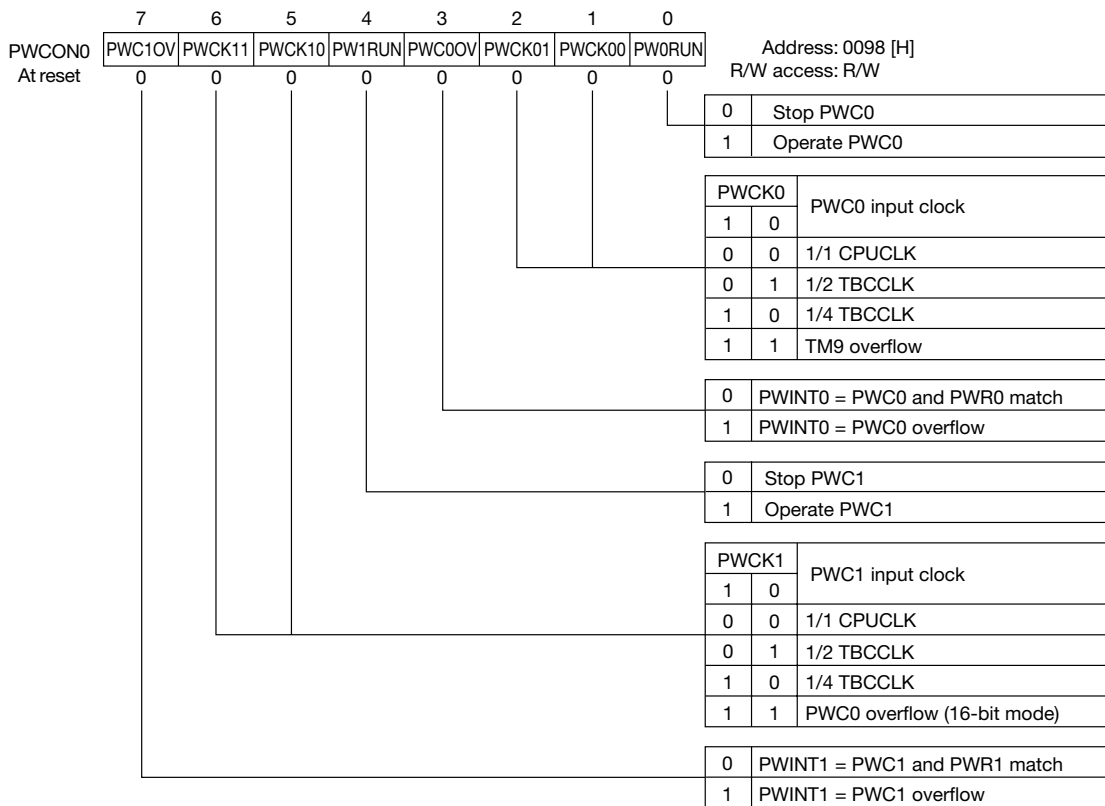 7 6 5 4 3 2 1 0
PWCON0 PWC1OV PWCK11 PWCK10 PW1RUN PWC0OV PWCK01 PWCK00 PW0RUN Address: 0098 [H]
At reset 0 0 0 0 0 0 0 0 R/W access: R/W
0 Stop PWC0
1 Operate PWC0
PWCK0 PWC0 input clock
1 0
0 0 1/1 CPUCLK
0 1 1/2 TBCCLK
1 0 1/4 TBCCLK
1 1 TM9 overflow
0 PWINT0 = PWC0 and PWR0 match
1 PWINT0 = PWC0 overflow
0 Stop PWC1
1 Operate PWC1
PWCK1 PWC1 input clock
1 0
0 0 1/1 CPUCLK
0 1 1/2 TBCCLK
1 0 1/4 TBCCLK
1 1 PWC0 overflow (16-bit mode)
0 PWINT1 = PWC1 and PWR1 match
1 PWINT1 = PWC1 overflow